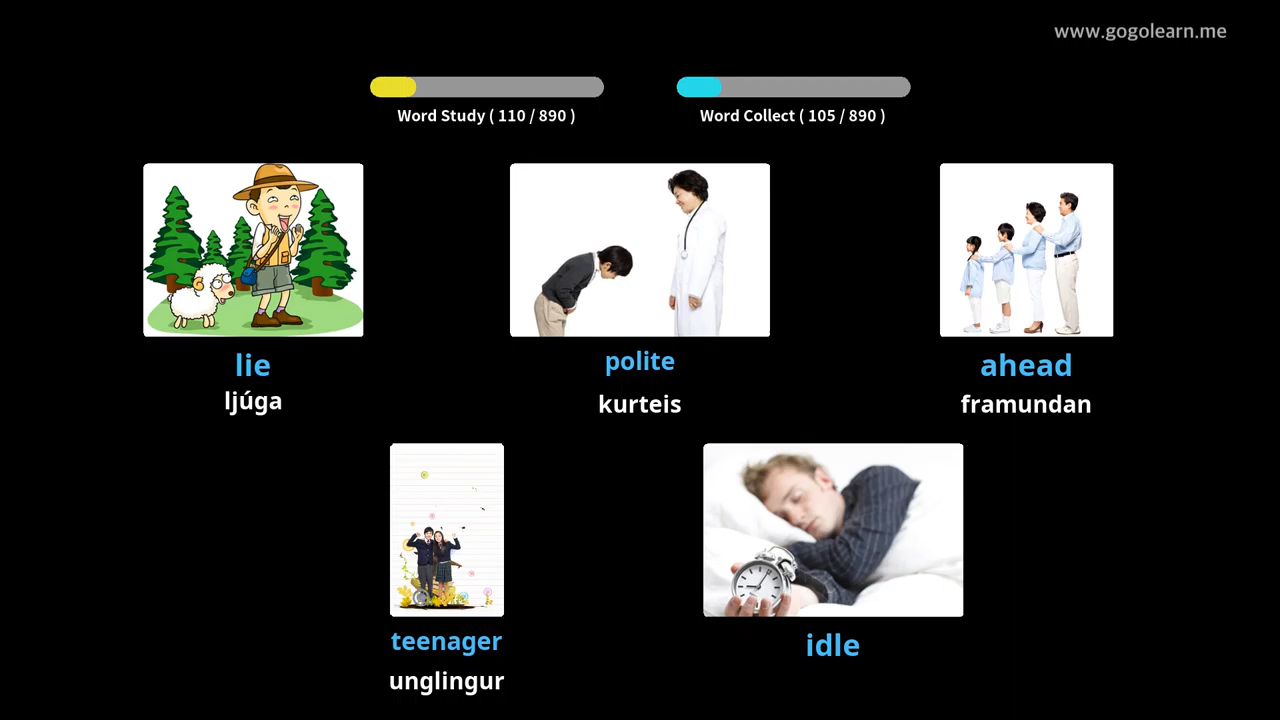 www.gogolearn.me
Word Study ( 110 / 890 )
Word Collect ( 105 / 890 )
lie
ljúga
polite
kurteis
ahead
framundan
teenager
unglingur
idle